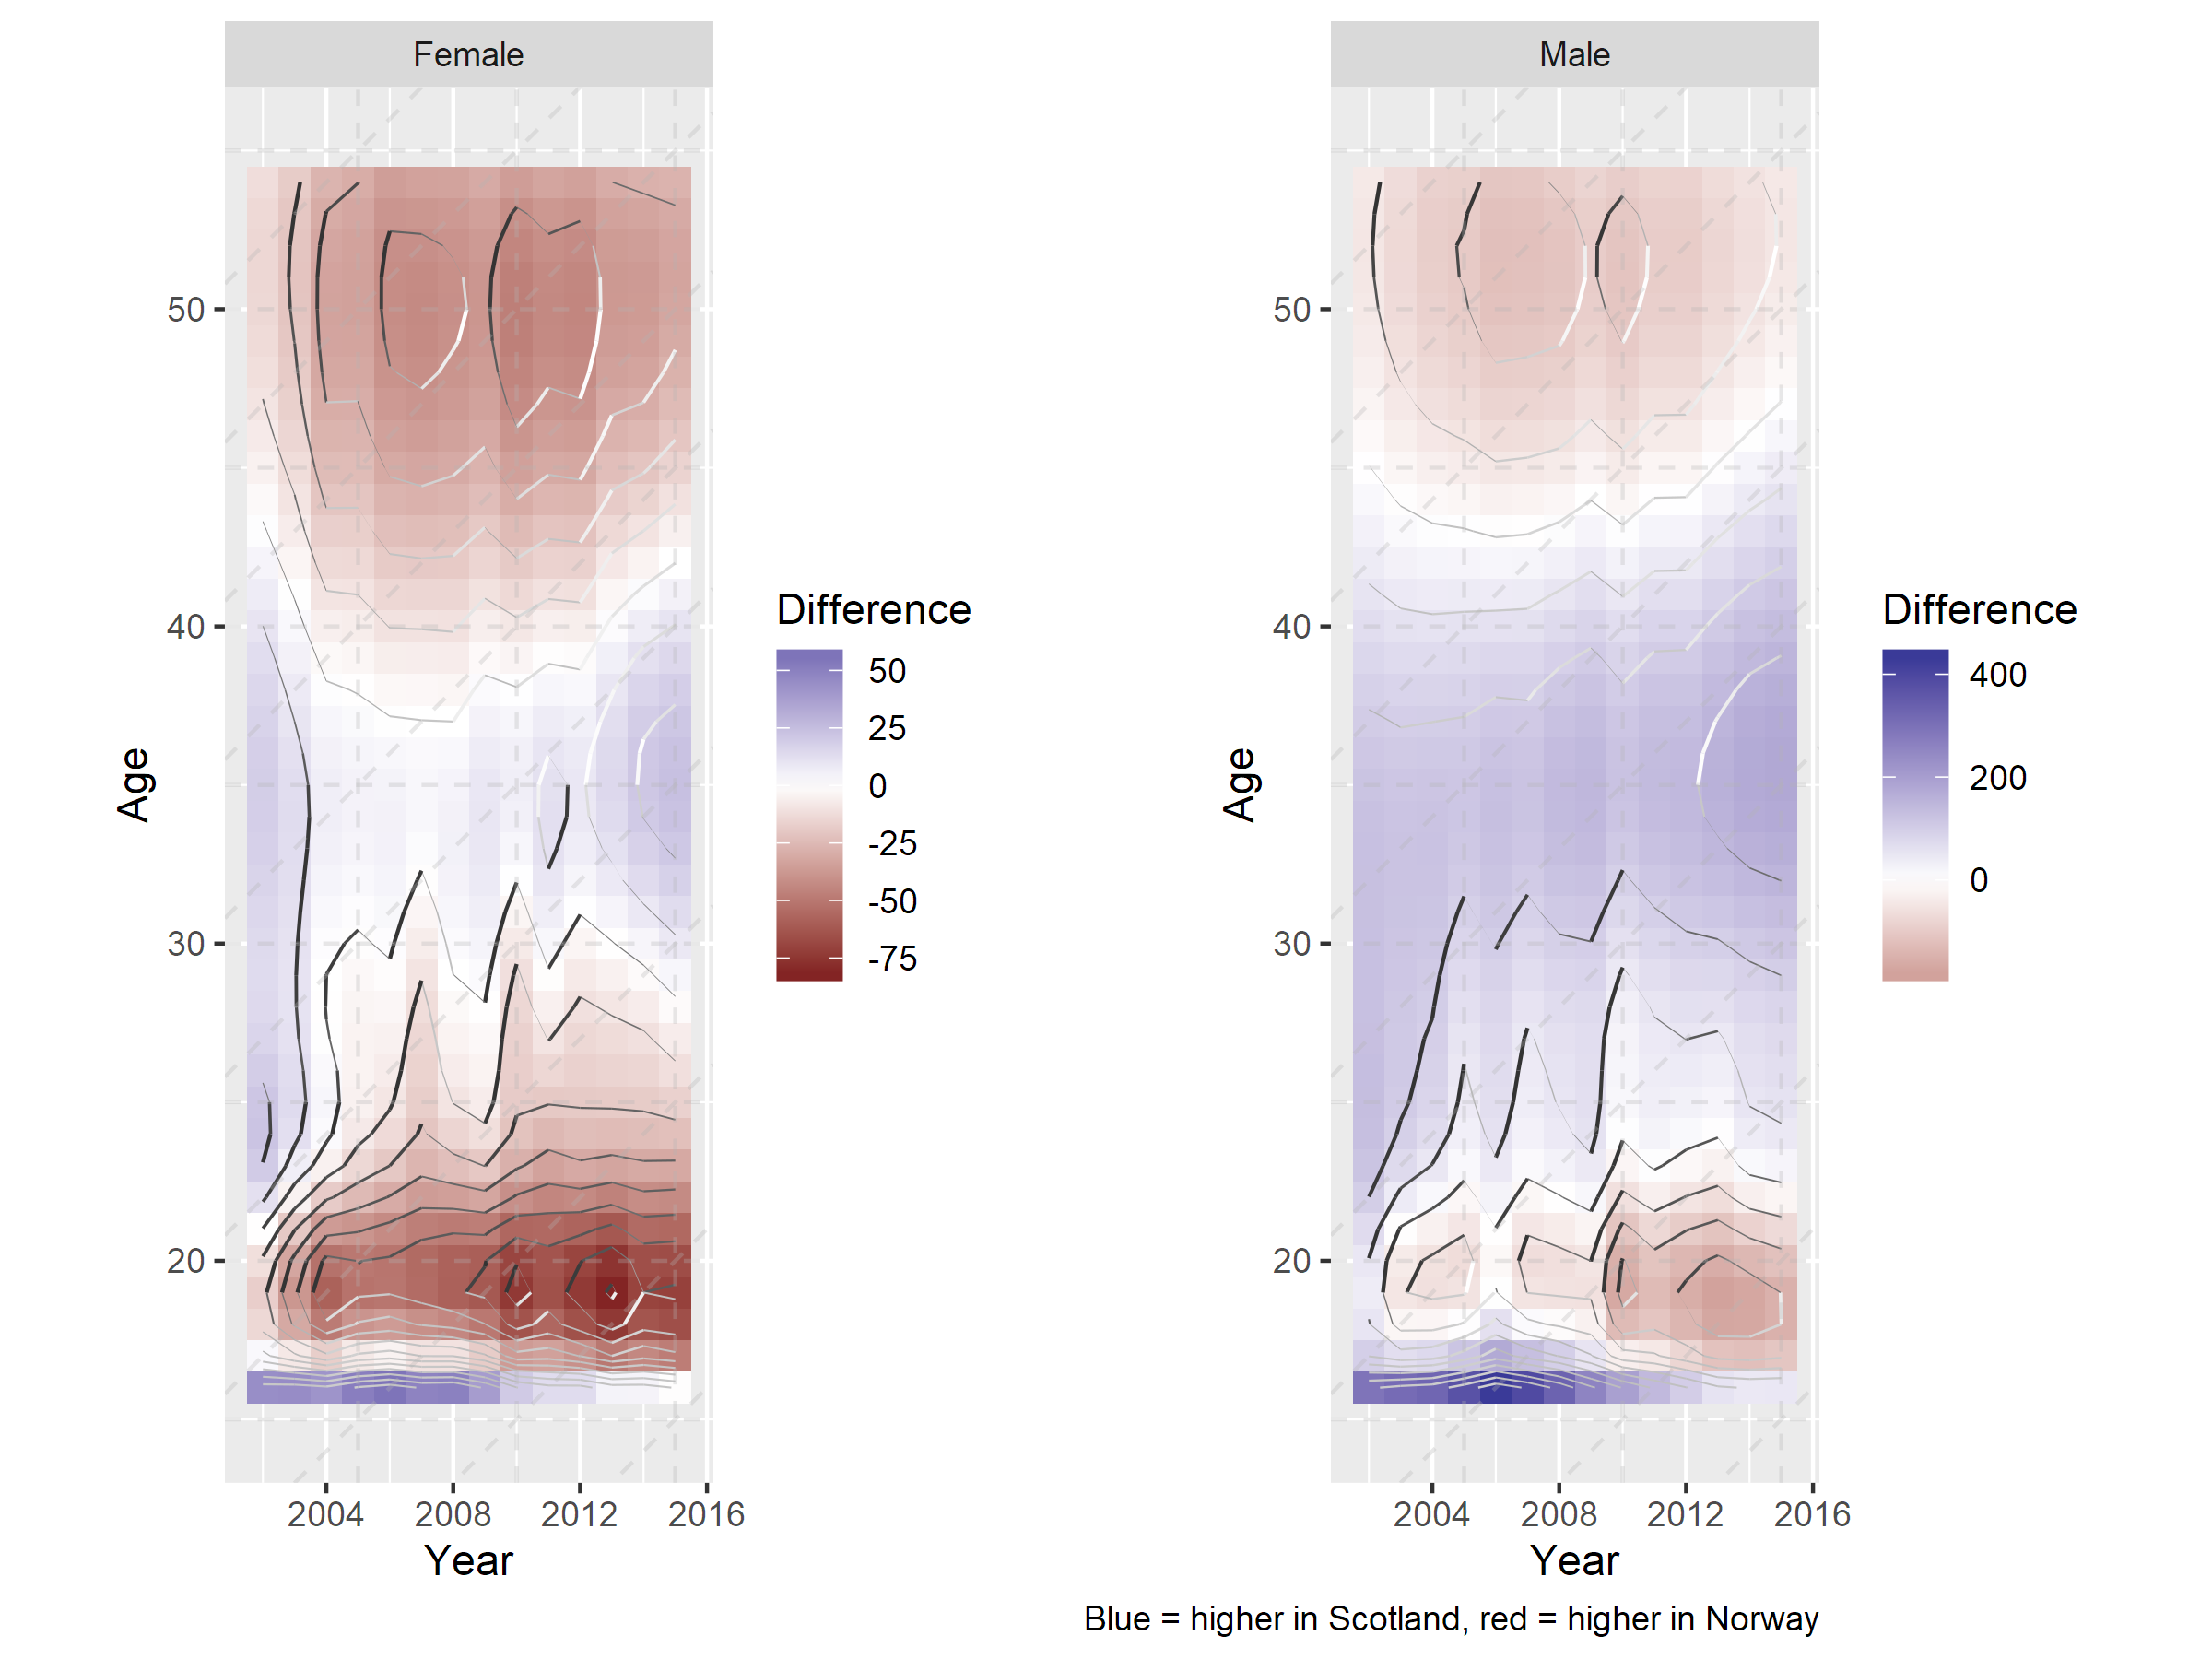 Female
Male
50
40
30
20
Age
2004
2008
2012
2016
Year
Difference
50
25
0
-25
-50
-75
50
40
30
20
Age
2004
2008
2012
2016
Year
Difference
400
200
0
Blue = higher in Scotland, red = higher in Norway